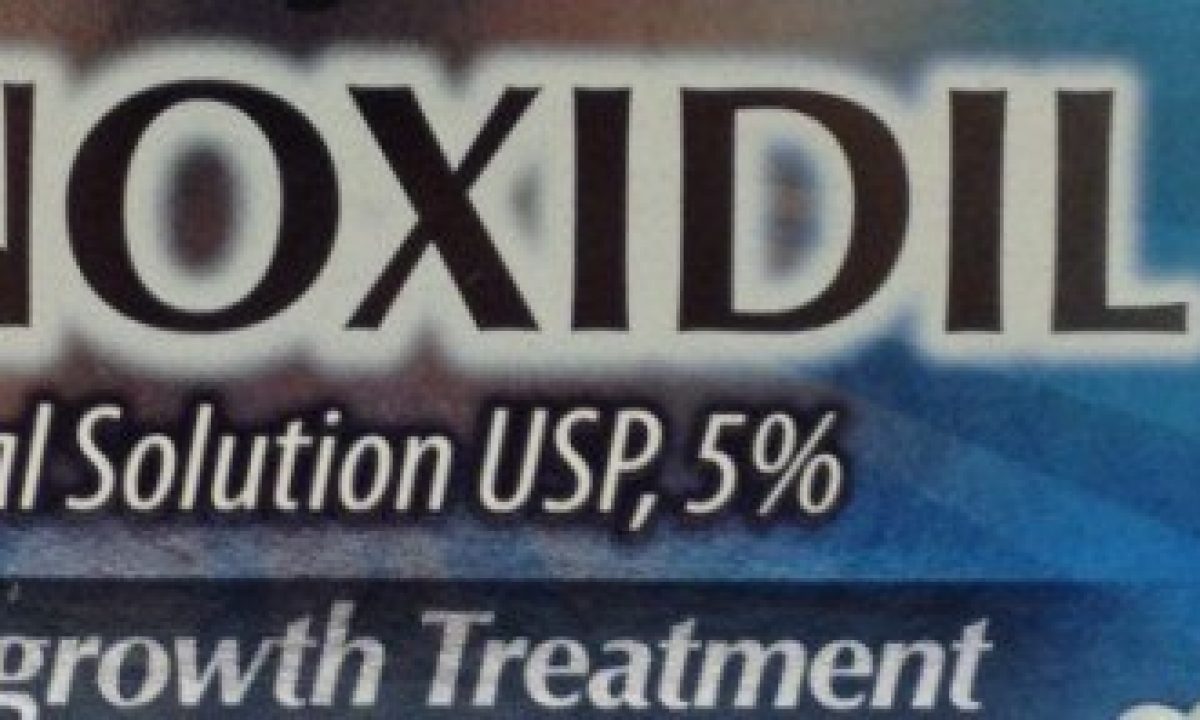 NOXIDIL
al Solution USP, 5%
growth Treatment